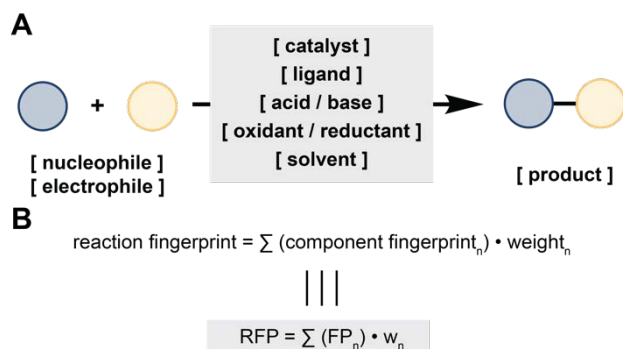 A
[ catalyst ]
[ ligand ]
[ acid / base ]
[ oxidant / reductant ]
[ solvent ]
+
[ nucleophile ]
[ electrophile ]
[ product ]
B
reaction fingerprint = ∑ (component fingerprintₙ) • weightₙ
RFP = ∑ (FPₙ) • wₙ